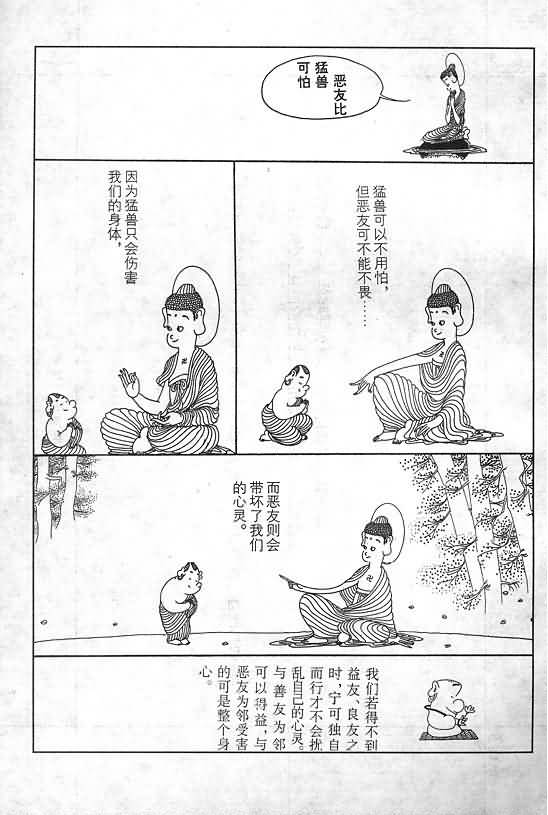 恶友比
猛兽
可怕
猛兽可以不用怕，
但恶友可不能不畏……
因为猛兽只会伤害
我们的身体，
而恶友则会
带坏了我们
的心灵。
我们若得不到
益友、良友之
时，宁可独自
而行才不会扰
乱自己的心灵。
与善友为邻
可以得益，与
恶友为邻受害
的可是整个身
心。